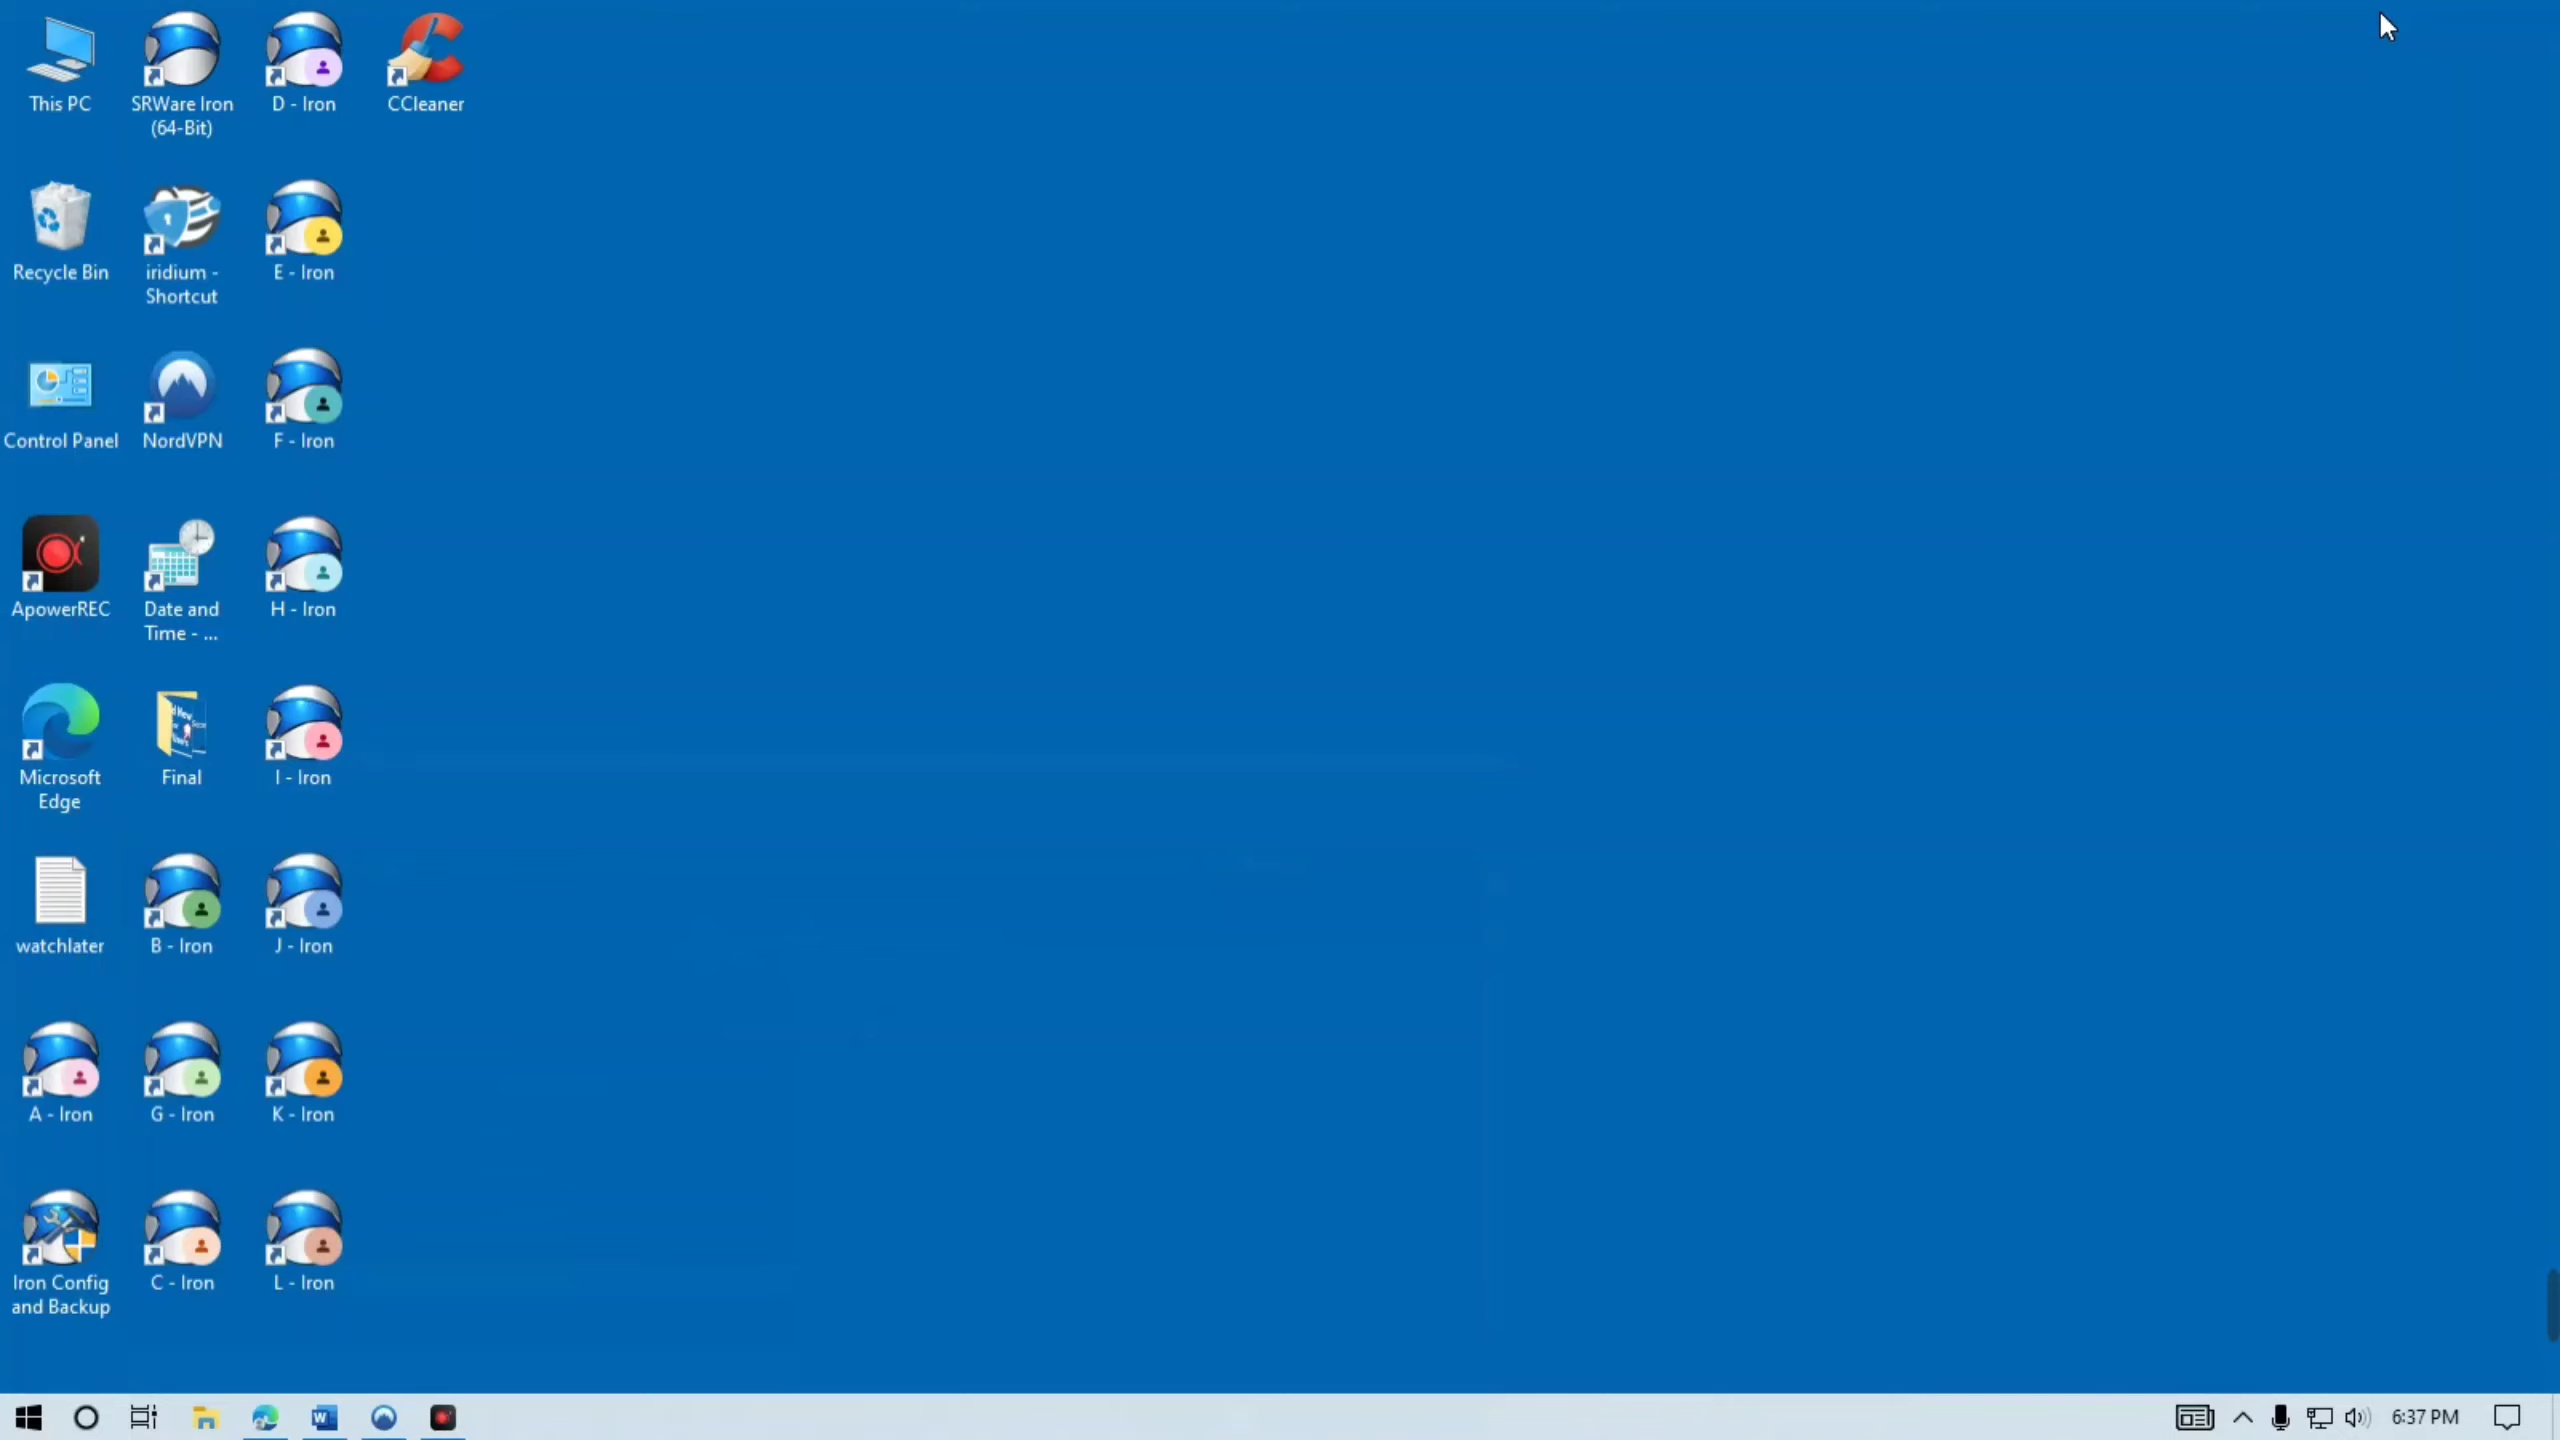 This PC
SRWare Iron
(64-Bit)
D - Iron
CCleaner
Recycle Bin
iridium -
Shortcut
E - Iron
Control Panel
NordVPN
F - Iron
ApowerREC
Date and
Time - ...
H - Iron
Microsoft
Edge
Final
I - Iron
watchlater
B - Iron
J - Iron
A - Iron
G - Iron
K - Iron
Iron Config
and Backup
C - Iron
L - Iron
6:37 PM